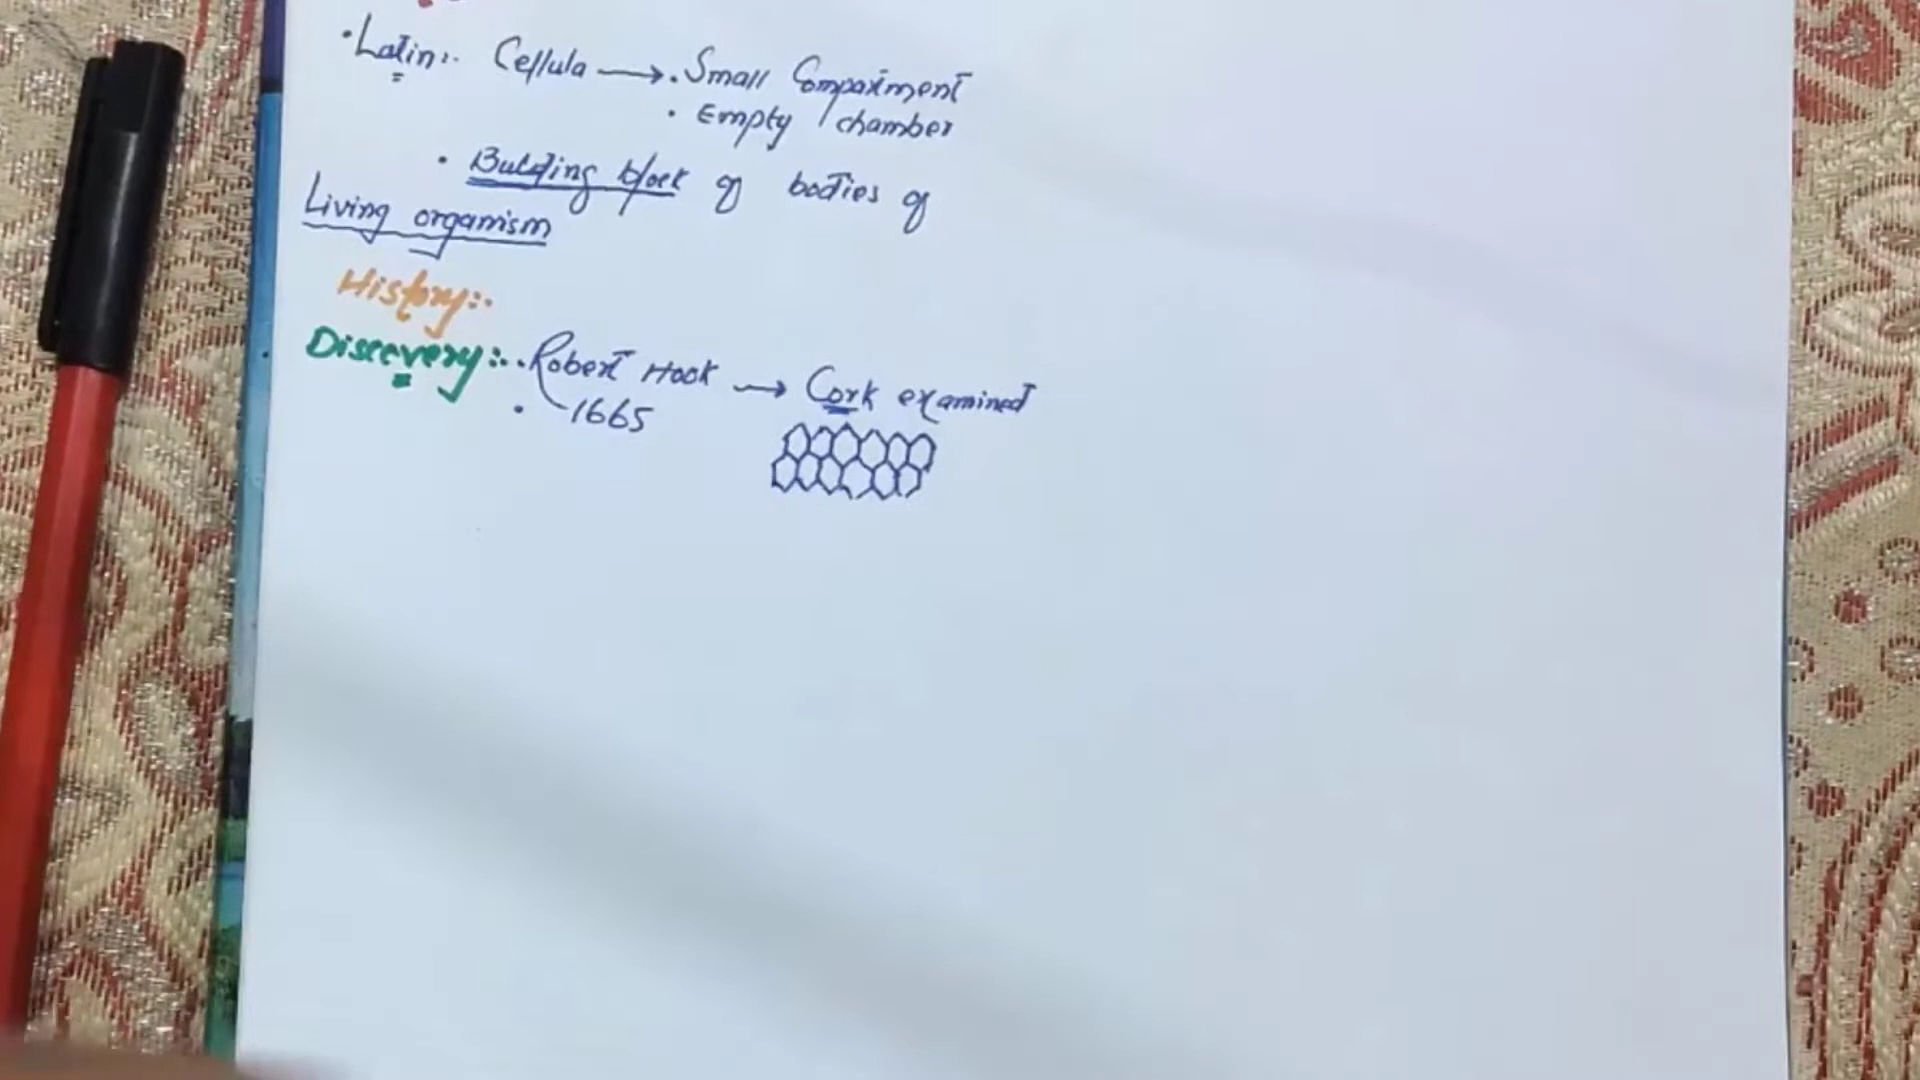 • Latin:- Cellula → • Small Compartment
• Empty chamber
• Building block of bodies of
Living organism
History:-
Discovery:- • Robert Hook → Cork examined
• 1665